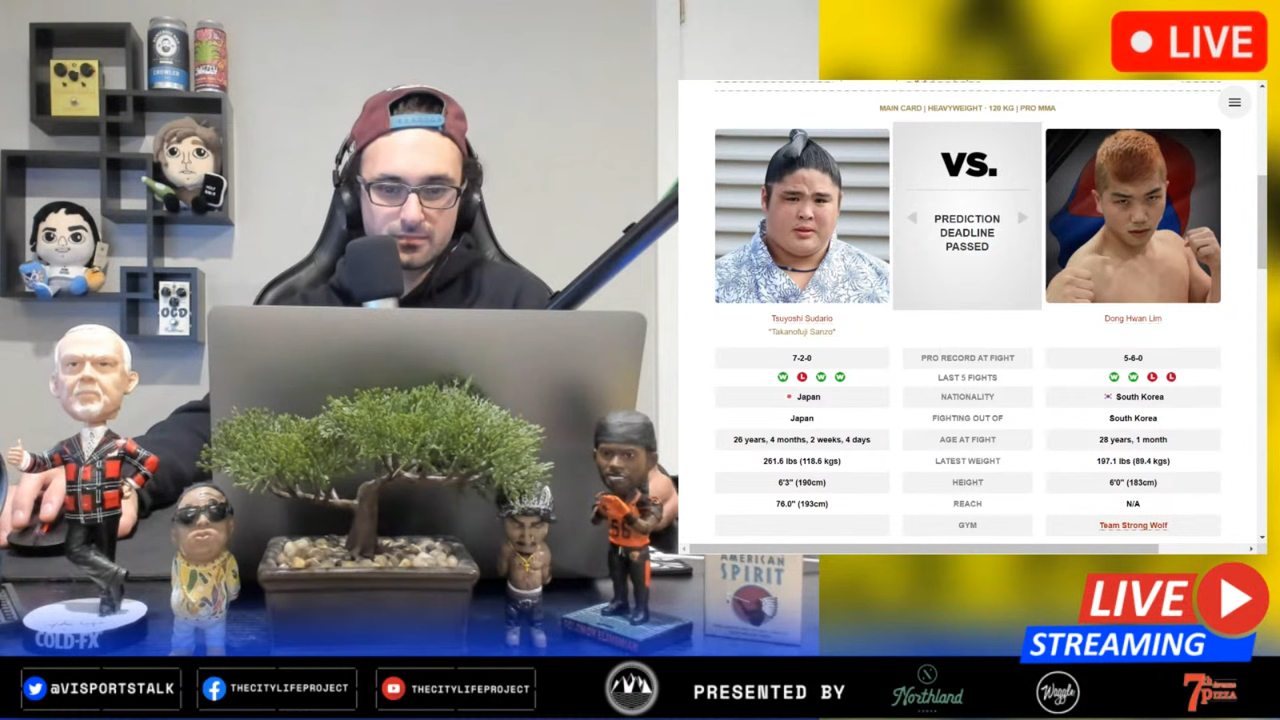 LIVE
MAIN CARD | HEAVYWEIGHT · 120 KG | PRO MMA
VS.
PREDICTION
DEADLINE
PASSED
Tsuyoshi Sudario
"Takanofuji Sanzo"
Dong Hwan Lim
7-2-0 PRO RECORD AT FIGHT 5-6-0
W L W W LAST 5 FIGHTS W W L L
Japan NATIONALITY South Korea
Japan FIGHTING OUT OF South Korea
26 years, 4 months, 2 weeks, 4 days AGE AT FIGHT 28 years, 1 month
261.6 lbs (118.6 kgs) LATEST WEIGHT 197.1 lbs (89.4 kgs)
6'3" (190cm) HEIGHT 6'0" (183cm)
76.0" (193cm) REACH N/A
GYM Team Strong Wolf
OCD
COLD-FX
56
AMERICAN
SPIRIT
LIVE
STREAMING
@VISPORTSTALK
THECITYLIFEPROJECT
THECITYLIFEPROJECT
PRESENTED BY
Northland
Waggle
7th Avenue
PIZZA